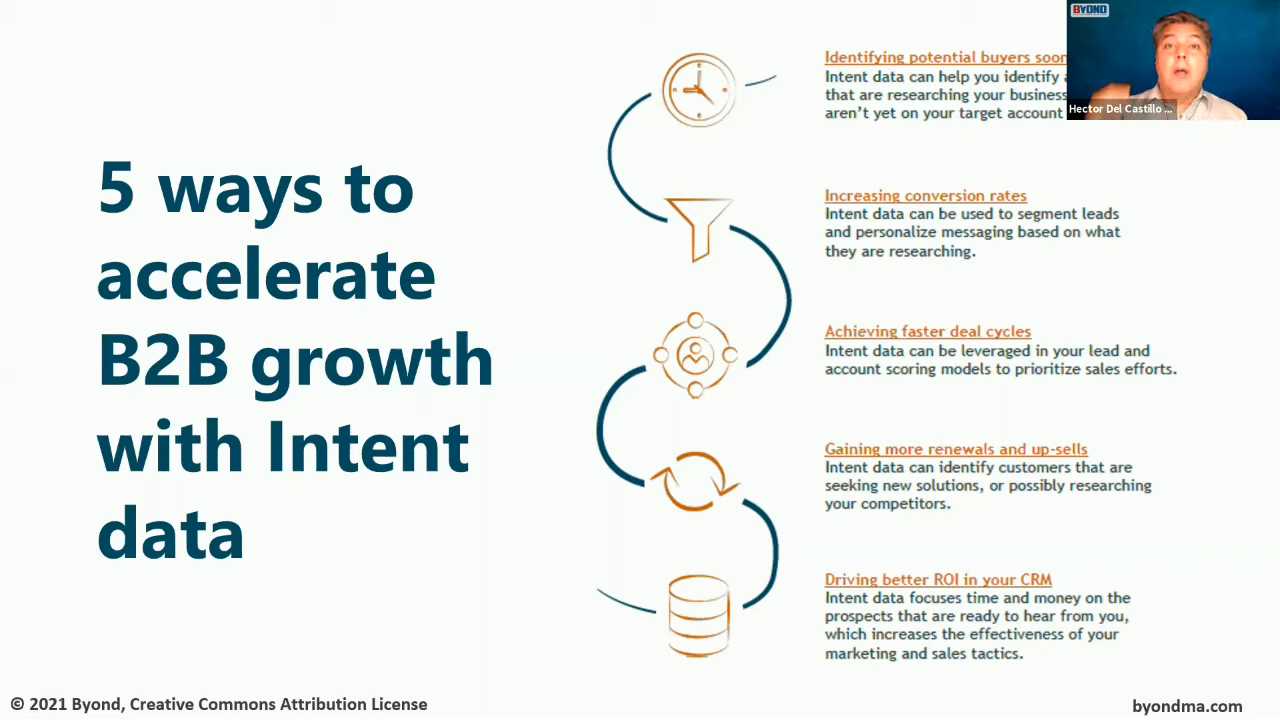 5 ways to
accelerate
B2B growth
with Intent
data
Identifying potential buyers
Intent data can help you identify
that are researching your business
aren't yet on your target account
BYOND
Hector Del Castillo ...
Increasing conversion rates
Intent data can be used to segment leads
and personalize messaging based on what
they are researching.
Achieving faster deal cycles
Intent data can be leveraged in your lead and
account scoring models to prioritize sales efforts.
Gaining more renewals and up-sells
Intent data can identify customers that are
seeking new solutions, or possibly researching
your competitors.
Driving better ROI in your CRM
Intent data focuses time and money on the
prospects that are ready to hear from you,
which increases the effectiveness of your
marketing and sales tactics.
© 2021 Byond, Creative Commons Attribution License
byondma.com